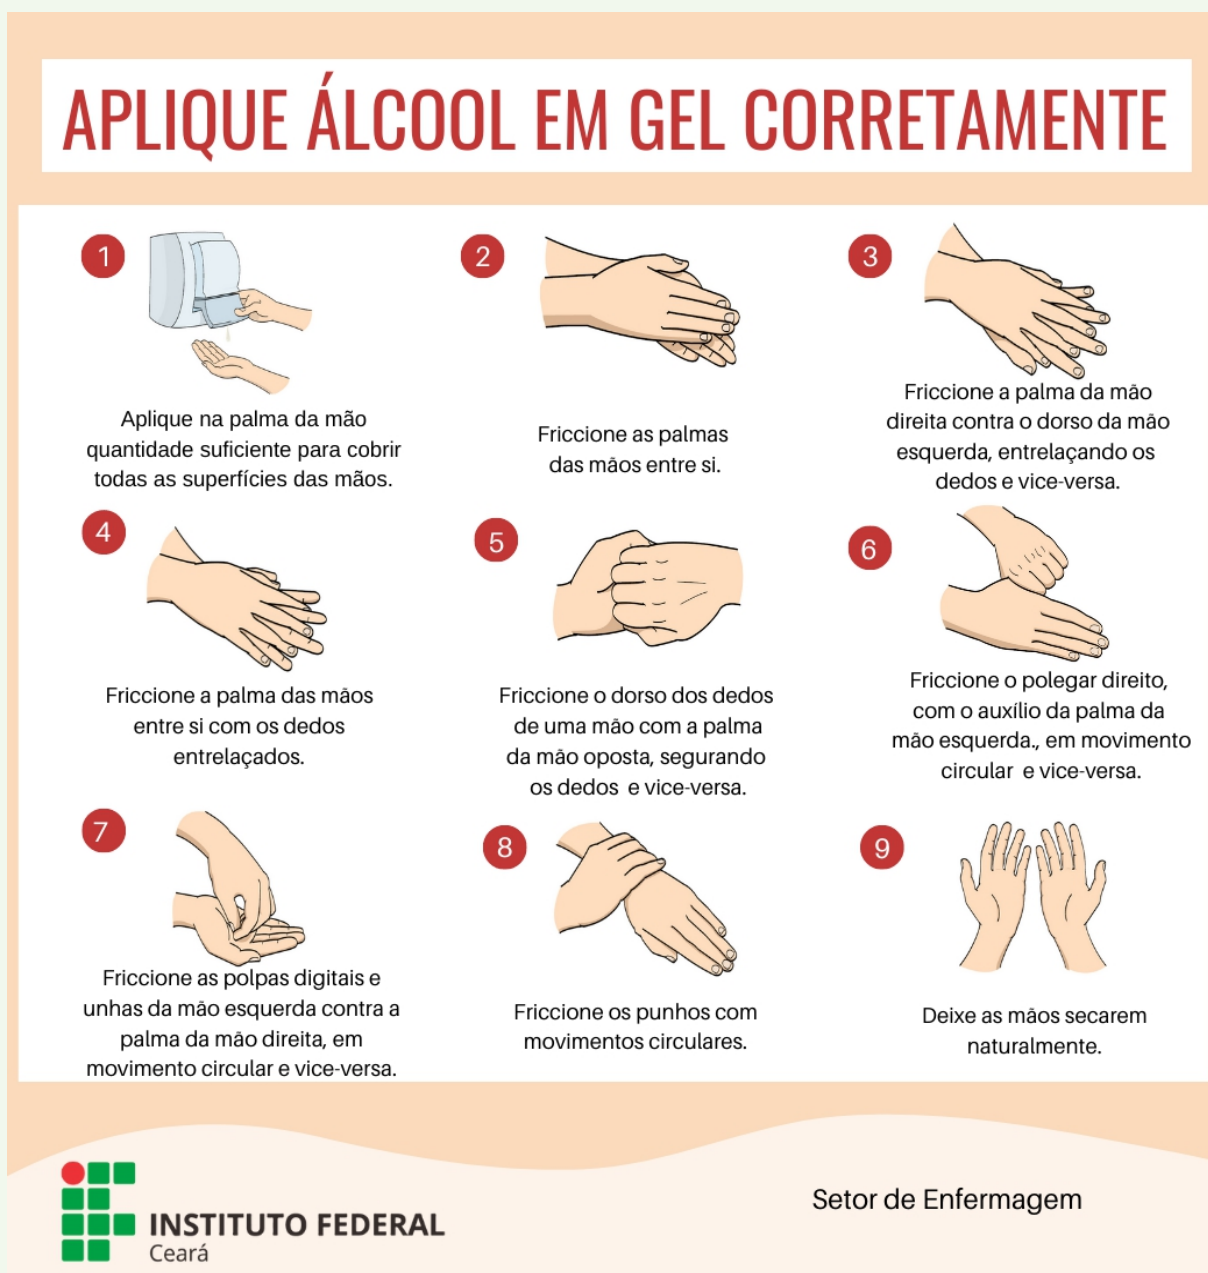 APLIQUE ÁLCOOL EM GEL CORRETAMENTE
1
Aplique na palma da mão
quantidade suficiente para cobrir
todas as superfícies das mãos.
2
Friccione as palmas
das mãos entre si.
3
Friccione a palma da mão
direita contra o dorso da mão
esquerda, entrelaçando os
dedos e vice-versa.
4
Friccione a palma das mãos
entre si com os dedos
entrelaçados.
5
Friccione o dorso dos dedos
de uma mão com a palma
da mão oposta, segurando
os dedos e vice-versa.
6
Friccione o polegar direito,
com o auxílio da palma da
mão esquerda., em movimento
circular e vice-versa.
7
Friccione as polpas digitais e
unhas da mão esquerda contra a
palma da mão direita, em
movimento circular e vice-versa.
8
Friccione os punhos com
movimentos circulares.
9
Deixe as mãos secarem
naturalmente.
INSTITUTO FEDERAL
Ceará
Setor de Enfermagem